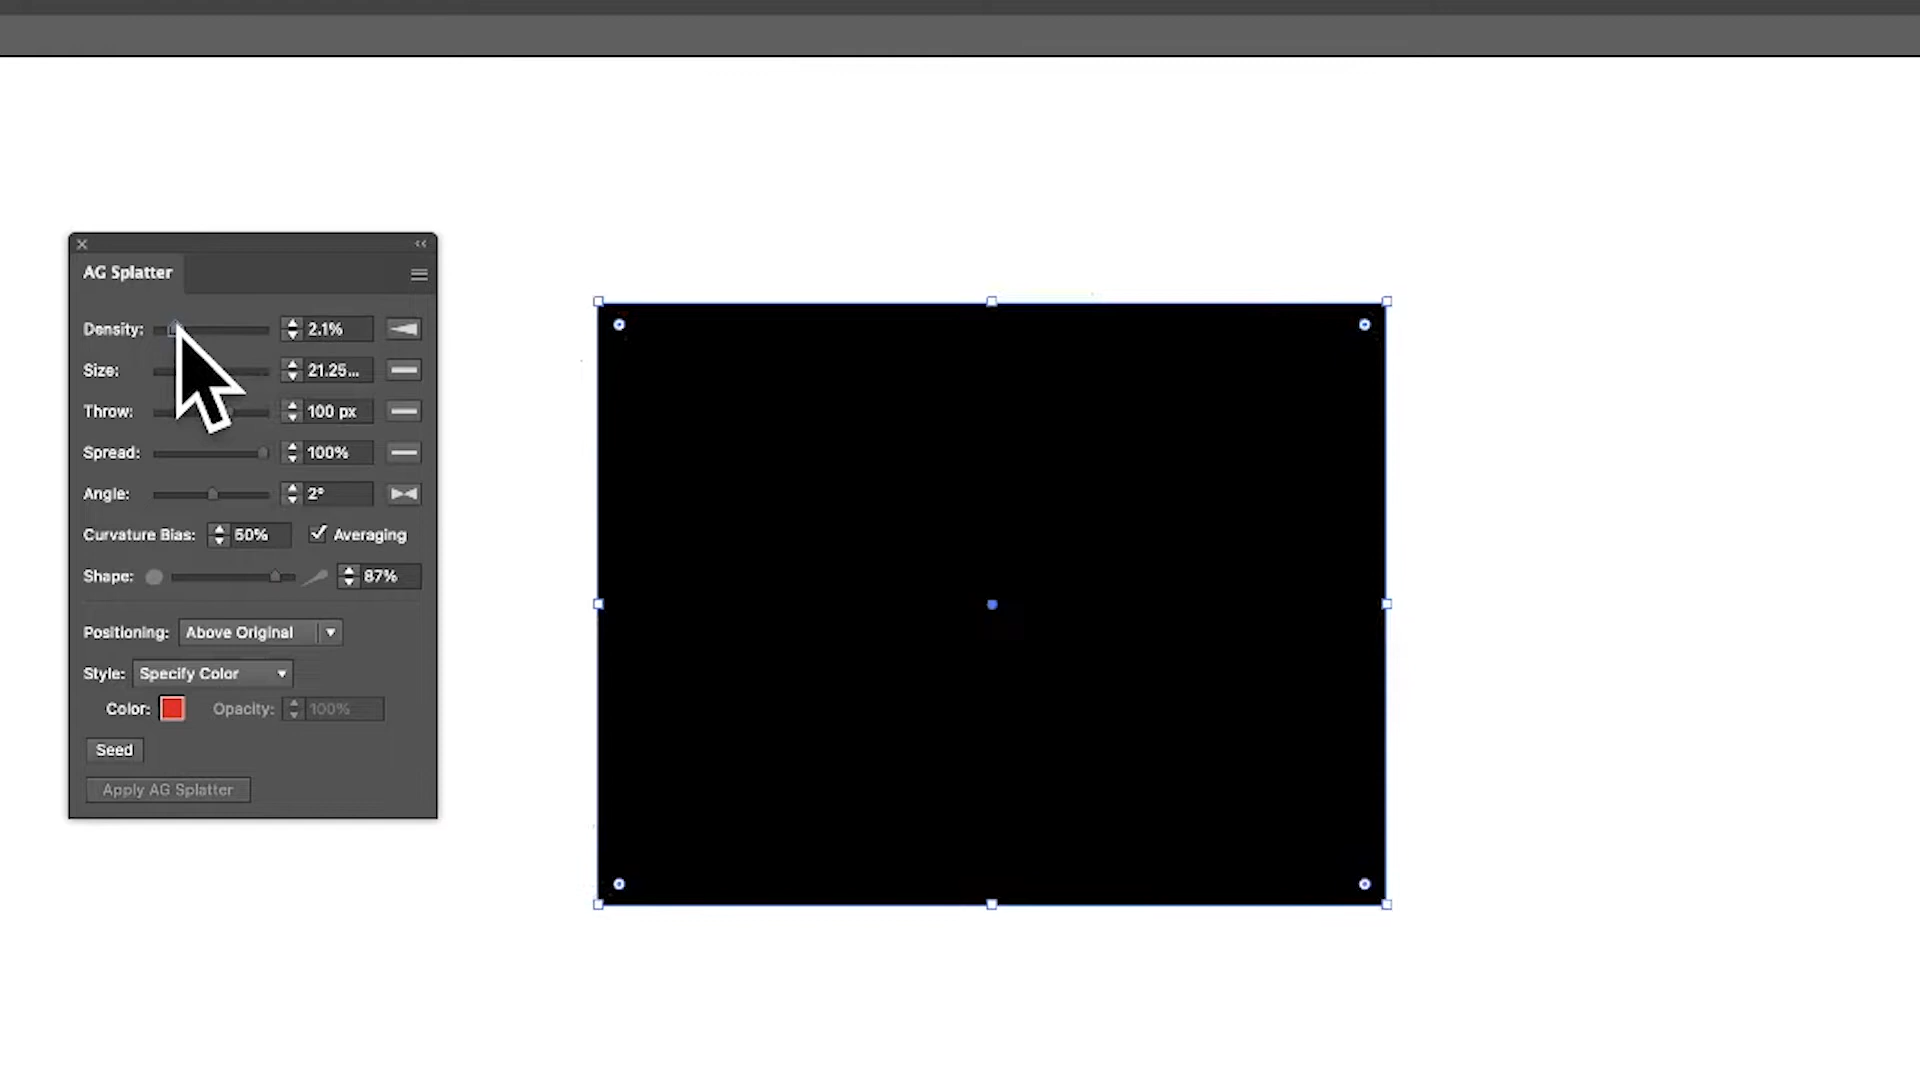 AG Splatter
Density: 2.1%
Size: 21.25...
Throw: 100 px
Spread: 100%
Angle: 2°
Curvature Bias: 50% Averaging
Shape: 87%
Positioning: Above Original
Style: Specify Color
Color: Opacity: 100%
Seed
Apply AG Splatter